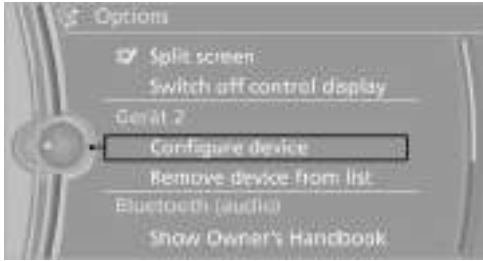 Options
Split screen
Switch off control display
Gerät 2
Configure device
Remove device from list
Bluetooth (audio)
Show Owner's Handbook